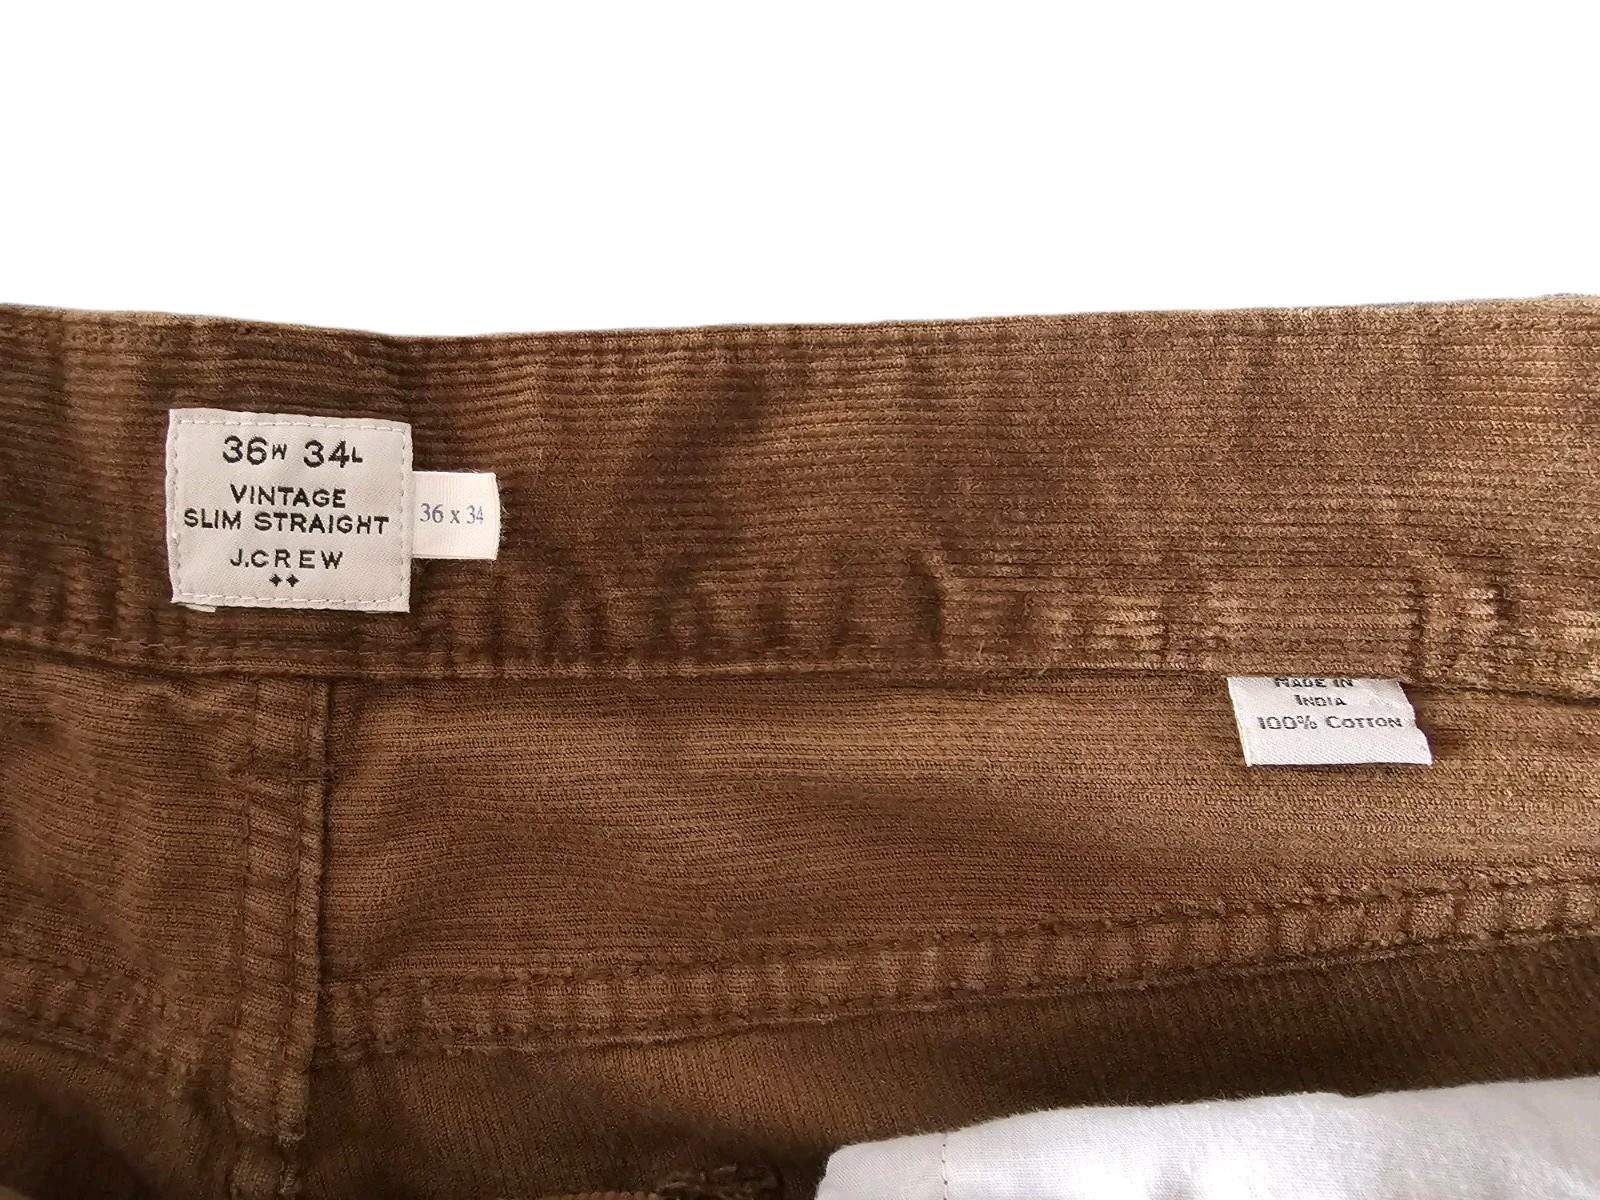 36W 34L
VINTAGE
SLIM STRAIGHT
J.CREW
36 x 34
MADE IN
INDIA
100% COTTON